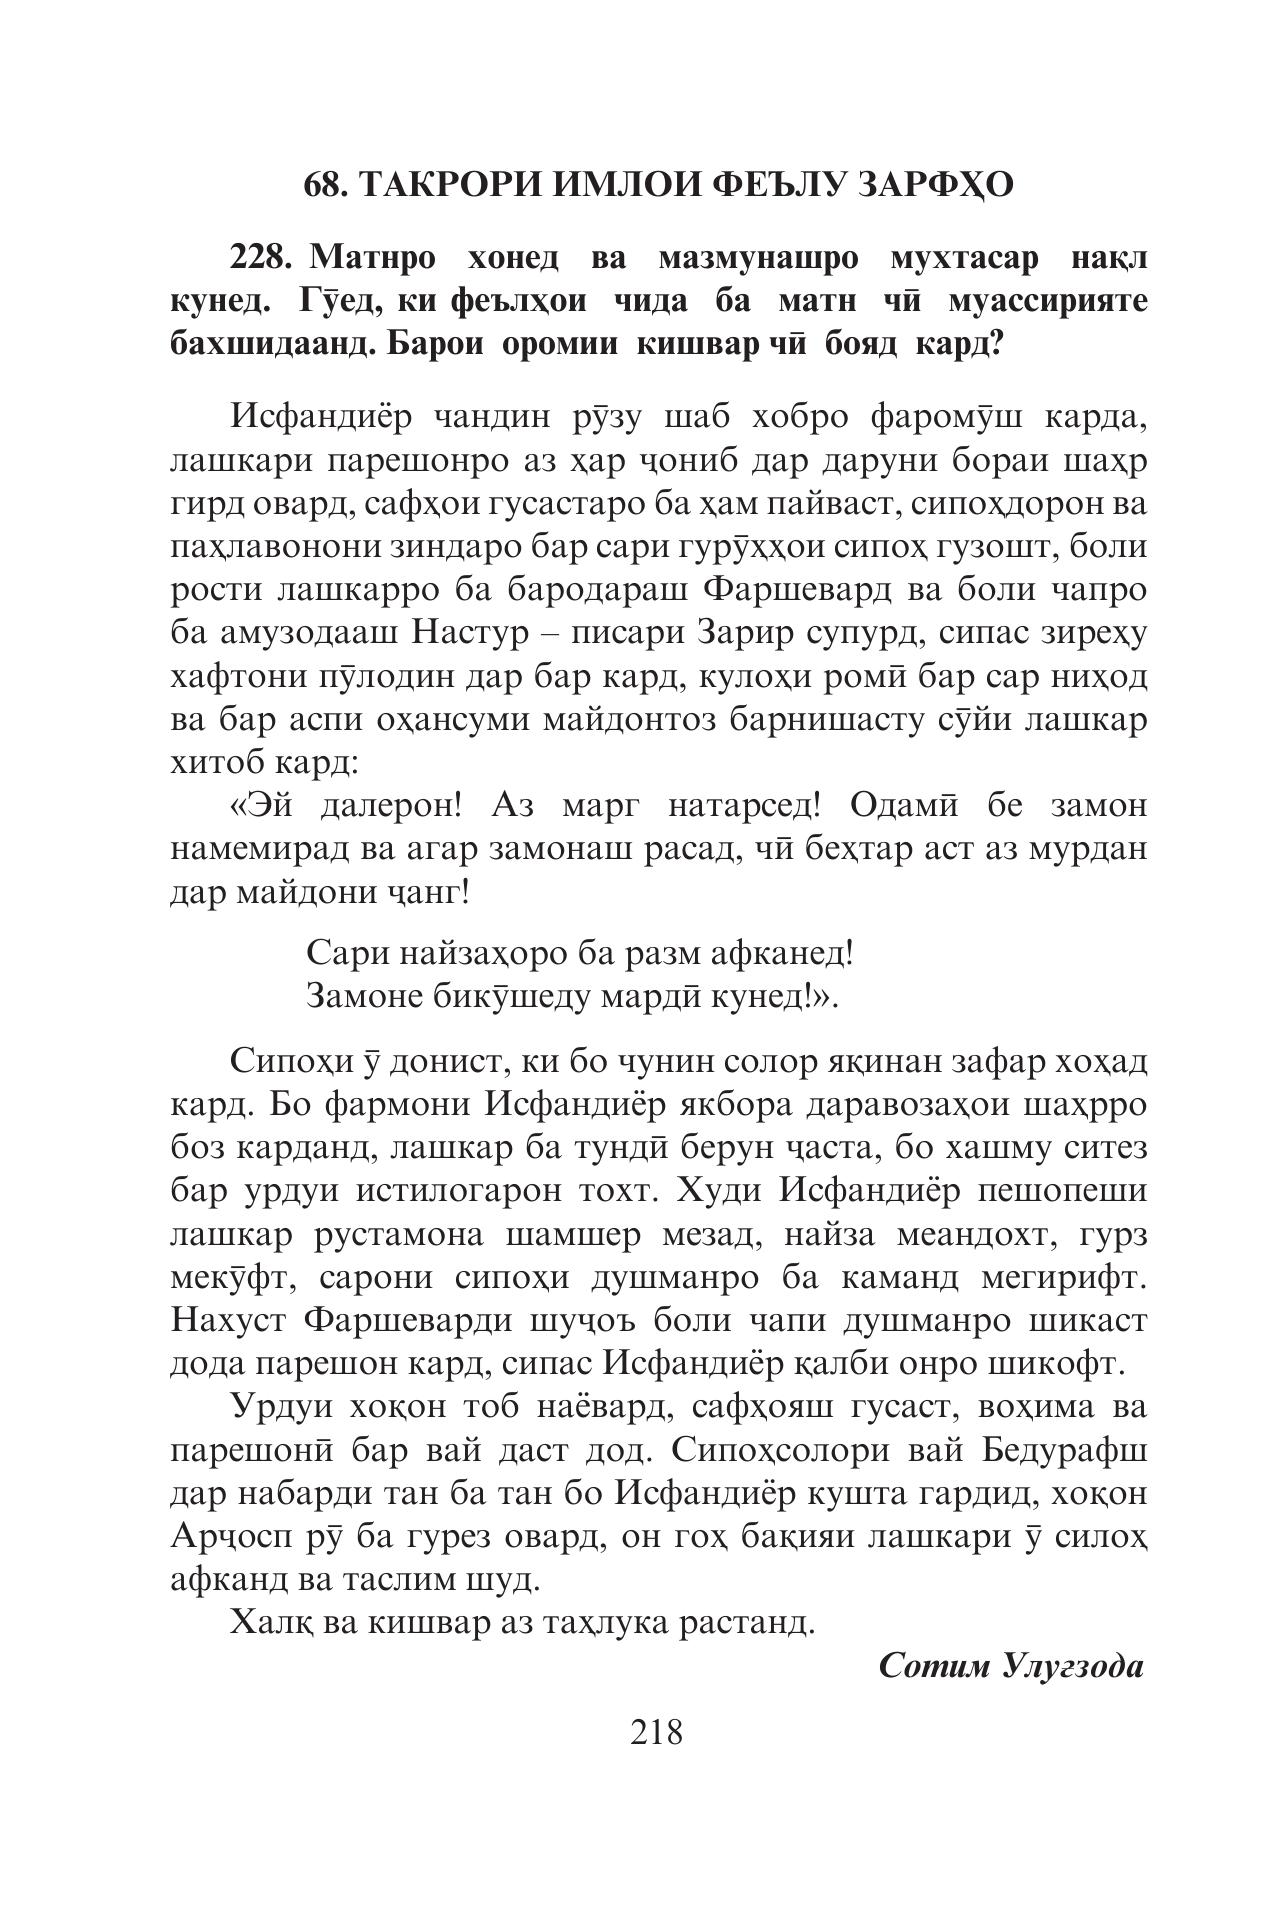 68. ТАКРОРИ ИМЛОИ ФЕЪЛУ ЗАРФҲО
228. Матнро хонед ва мазмунашро мухтасар нақл
кунед. Гӯед, ки феълҳои чида ба матн чӣ муассирияте
бахшидаанд. Барои оромии кишвар чӣ бояд кард?
Исфандиёр чандин рӯзу шаб хобро фаромӯш карда,
лашкари парешонро аз ҳар ҷониб дар даруни бораи шаҳр
гирд овард, сафҳои гусастаро ба ҳам пайваст, сипоҳдорон ва
паҳлавонони зиндаро бар сари гурӯҳҳои сипоҳ гузошт, боли
рости лашкарро ба бародараш Фаршевард ва боли чапро
ба амузодааш Настур – писари Зарир супурд, сипас зиреҳу
хафтони пӯлодин дар бар кард, кулоҳи ромӣ бар сар ниҳод
ва бар аспи оҳансуми майдонтоз барнишасту сӯйи лашкар
хитоб кард:
«Эй далерон! Аз марг натарсед! Одамӣ бе замон
намемирад ва агар замонаш расад, чӣ беҳтар аст аз мурдан
дар майдони ҷанг!
Сари найзаҳоро ба разм афканед!
Замоне бикӯшеду мардӣ кунед!».
Сипоҳи ӯ донист, ки бо чунин солор яқинан зафар хоҳад
кард. Бо фармони Исфандиёр якбора даравозаҳои шаҳрро
боз карданд, лашкар ба тундӣ берун ҷаста, бо хашму ситез
бар урдуи истилогарон тохт. Худи Исфандиёр пешопеши
лашкар рустамона шамшер мезад, найза меандохт, гурз
мекӯфт, сарони сипоҳи душманро ба каманд мегирифт.
Нахуст Фаршеварди шуҷоъ боли чапи душманро шикаст
дода парешон кард, сипас Исфандиёр қалби онро шикофт.
Урдуи хоқон тоб наёвард, сафҳояш гусаст, воҳима ва
парешонӣ бар вай даст дод. Сипоҳсолори вай Бедурафш
дар набарди тан ба тан бо Исфандиёр кушта гардид, хоқон
Арҷосп рӯ ба гурез овард, он гоҳ бақияи лашкари ӯ силоҳ
афканд ва таслим шуд.
Халқ ва кишвар аз таҳлука растанд.
Сотим Улуғзода
218